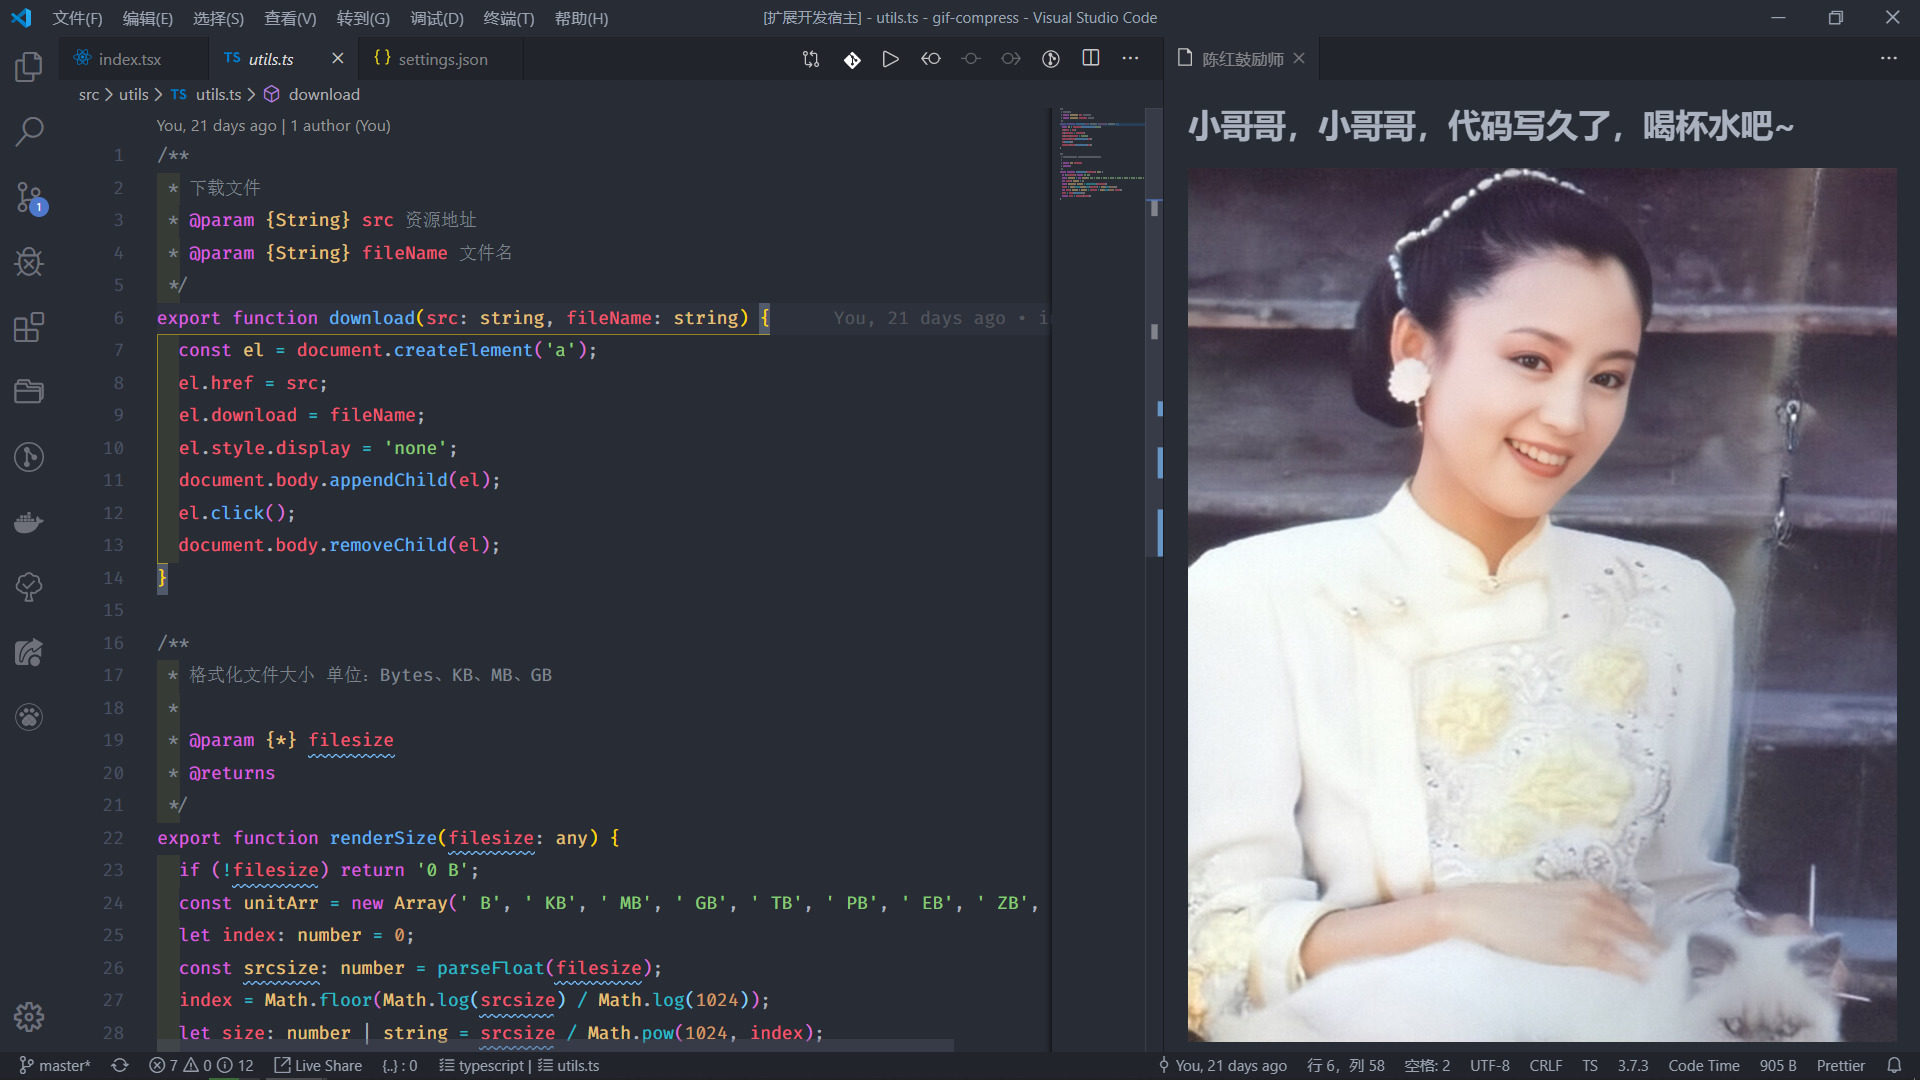 文件(F) 编辑(E) 选择(S) 查看(V) 转到(G) 调试(D) 终端(T) 帮助(H)
[扩展开发宿主] - utils.ts - gif-compress - Visual Studio Code
index.tsx
TS utils.ts
{} settings.json
陈红鼓励师
src > utils > TS utils.ts > download
You, 21 days ago | 1 author (You)
1 /**
2 * 下载文件
3 * @param {String} src 资源地址
4 * @param {String} fileName 文件名
5 */
6 export function download(src: string, fileName: string) { You, 21 days ago • in
7 const el = document.createElement('a');
8 el.href = src;
9 el.download = fileName;
10 el.style.display = 'none';
11 document.body.appendChild(el);
12 el.click();
13 document.body.removeChild(el);
14 }
15
16 /**
17 * 格式化文件大小 单位：Bytes、KB、MB、GB
18 *
19 * @param {*} filesize
20 * @returns
21 */
22 export function renderSize(filesize: any) {
23 if (!filesize) return '0 B';
24 const unitArr = new Array(' B', ' KB', ' MB', ' GB', ' TB', ' PB', ' EB', ' ZB',
25 let index: number = 0;
26 const srcsize: number = parseFloat(filesize);
27 index = Math.floor(Math.log(srcsize) / Math.log(1024));
28 let size: number | string = srcsize / Math.pow(1024, index);
小哥哥，小哥哥，代码写久了，喝杯水吧~
1
master* 7 0 12 Live Share {..} : 0 typescript | utils.ts
You, 21 days ago 行 6，列 58 空格: 2 UTF-8 CRLF TS 3.7.3 Code Time 905 B Prettier